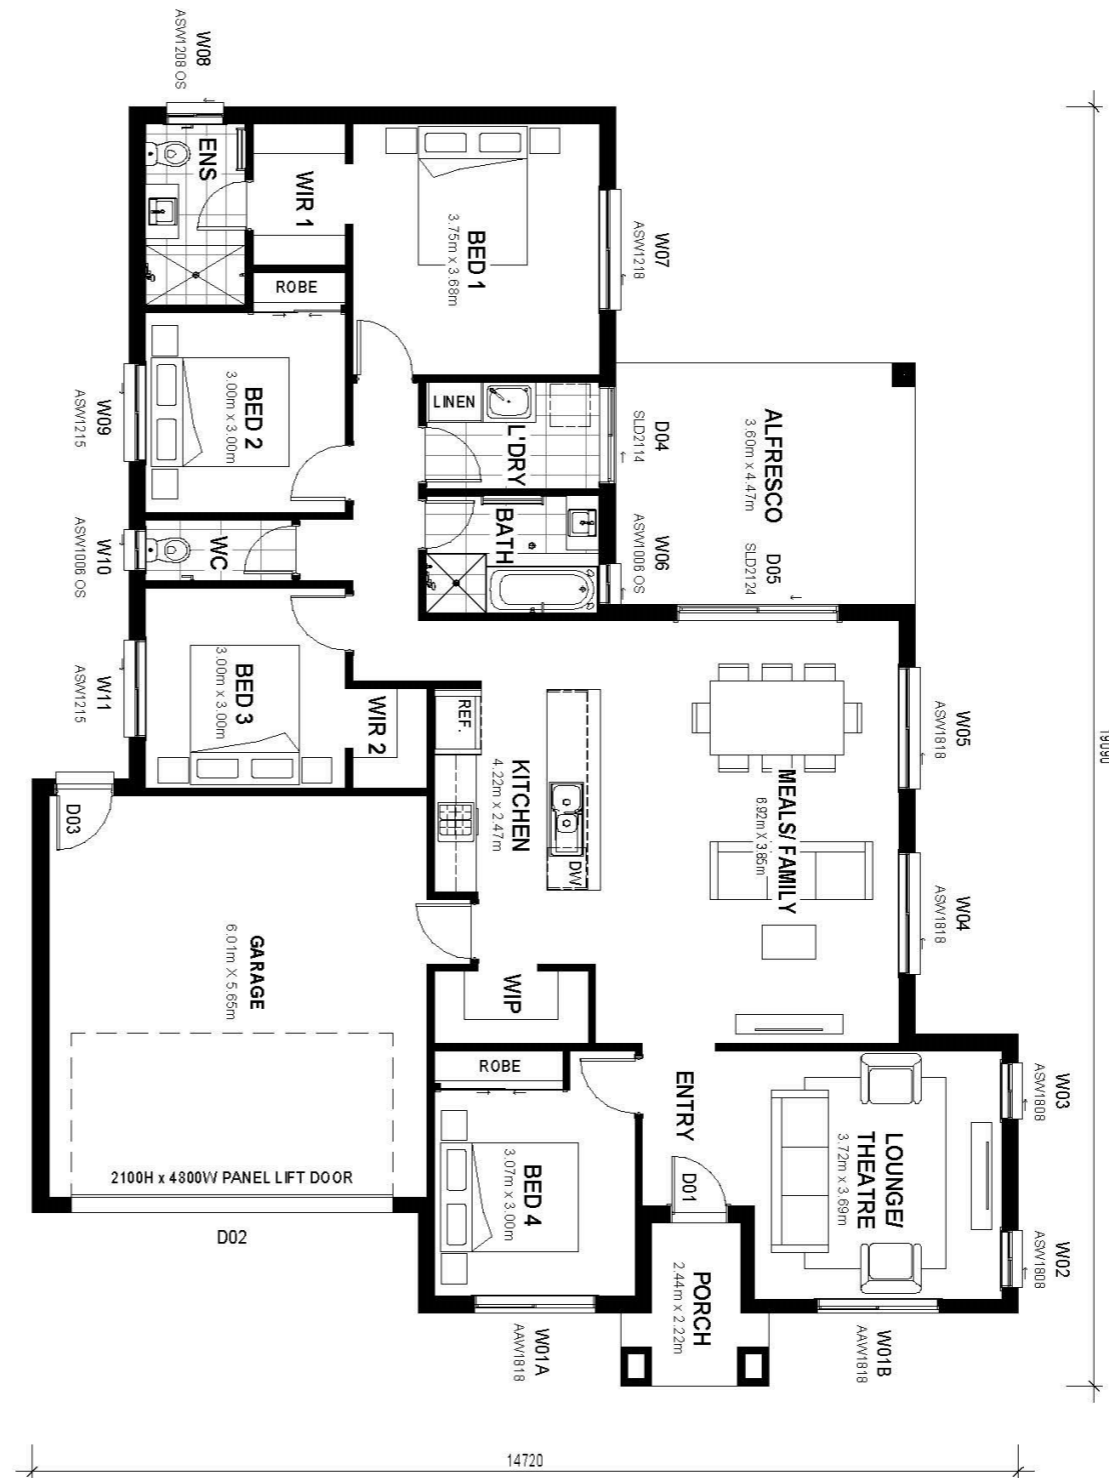 W08
ASW1208 OS
ENS
WIR 1
BED 1
3.75m x 3.68m
W07
ASW1218
ROBE
BED 2
3.00m x 3.00m
W09
ASW1215
LINEN
L'DRY
D04
SLD2114
ALFRESCO
3.60m x 4.47m
WC
W10
ASW1006 OS
BATH
W06
ASW1006 OS
D05
SLD2124
BED 3
3.00m x 3.00m
W11
ASW1215
WIR 2
REF.
KITCHEN
4.22m x 2.47m
DW
MEALS/ FAMILY
6.92m X 3.85m
W05
ASW1818
W04
ASW1818
19090
D03
GARAGE
6.01m X 5.65m
2100H x 4800W PANEL LIFT DOOR
D02
WIP
ROBE
BED 4
3.07m x 3.00m
ENTRY
D01
LOUNGE/
THEATRE
3.72m x 3.69m
W03
ASW1808
W02
ASW1808
PORCH
2.44m x 2.22m
W01A
AAW1818
W01B
AAW1818
14720